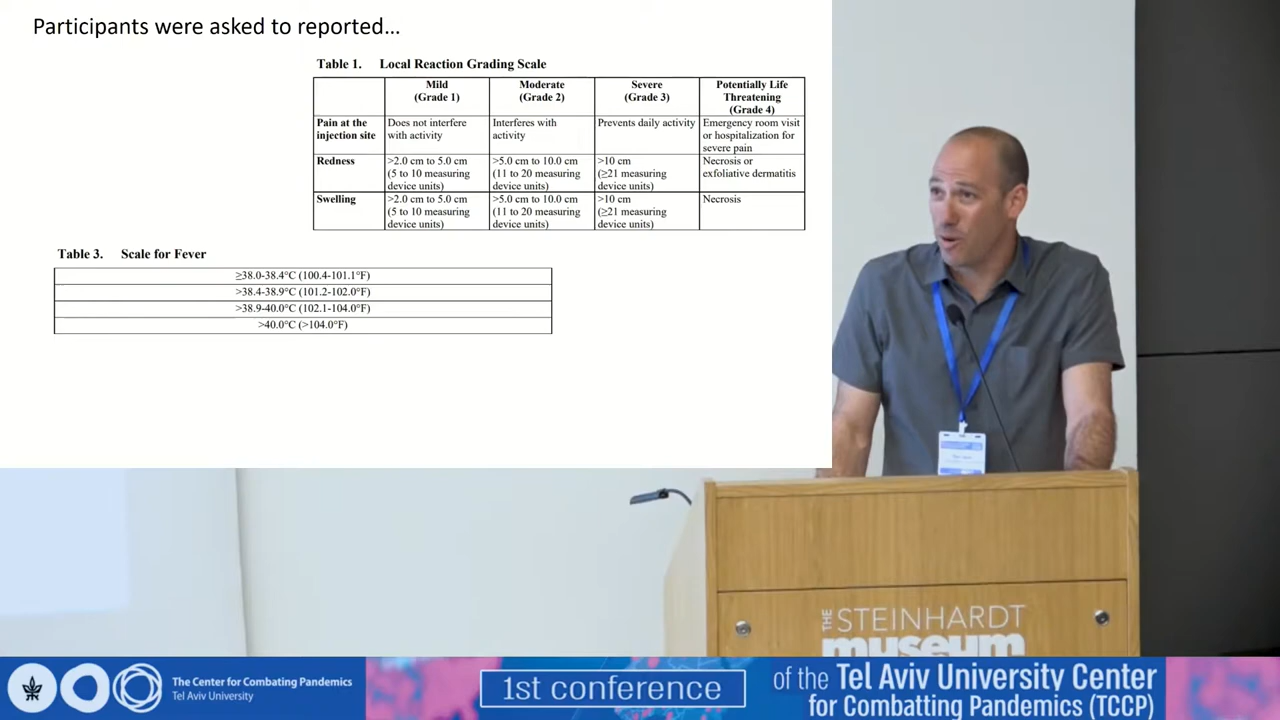 Participants were asked to reported...
Table 1. Local Reaction Grading Scale
Mild (Grade 1) Moderate (Grade 2) Severe (Grade 3) Potentially Life Threatening (Grade 4)
Pain at the injection site Does not interfere with activity Interferes with activity Prevents daily activity Emergency room visit or hospitalization for severe pain
Redness >2.0 cm to 5.0 cm (5 to 10 measuring device units) >5.0 cm to 10.0 cm (11 to 20 measuring device units) >10 cm (≥21 measuring device units) Necrosis or exfoliative dermatitis
Swelling >2.0 cm to 5.0 cm (5 to 10 measuring device units) >5.0 cm to 10.0 cm (11 to 20 measuring device units) >10 cm (≥21 measuring device units) Necrosis
Table 3. Scale for Fever
≥38.0-38.4°C (100.4-101.1°F)
>38.4-38.9°C (101.2-102.0°F)
>38.9-40.0°C (102.1-104.0°F)
>40.0°C (>104.0°F)
THE STEINHARDT
museum
The Center for Combating Pandemics
Tel Aviv University
1st conference
of the Tel Aviv University Center
for Combatting Pandemics (TCCP)